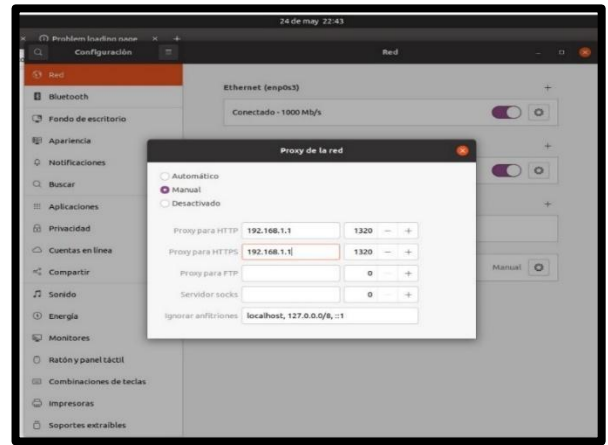 24 de may 22:43
Problem loading page × +
Configuración
Red
Red
Bluetooth
Fondo de escritorio
Apariencia
Notificaciones
Buscar
Aplicaciones
Privacidad
Cuentas en línea
Compartir
Sonido
Energía
Monitores
Ratón y panel táctil
Combinaciones de teclas
Impresoras
Soportes extraíbles
Ethernet (enp0s3) +
Conectado - 1000 Mb/s
+
+
Manual
Proxy de la red
Automático
Manual
Desactivado
Proxy para HTTP 192.168.1.1 1320 − +
Proxy para HTTPS 192.168.1.1 1320 − +
Proxy para FTP 0 − +
Servidor socks 0 − +
Ignorar anfitriones localhost, 127.0.0.0/8, ::1